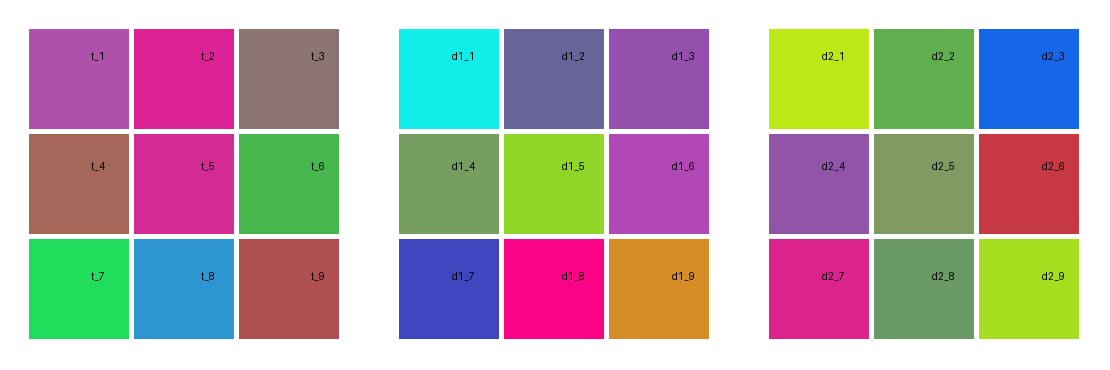 t_1 t_2 t_3 d1_1 d1_2 d1_3 d2_1 d2_2 d2_3
t_4 t_5 t_6 d1_4 d1_5 d1_6 d2_4 d2_5 d2_6
t_7 t_8 t_9 d1_7 d1_8 d1_9 d2_7 d2_8 d2_9